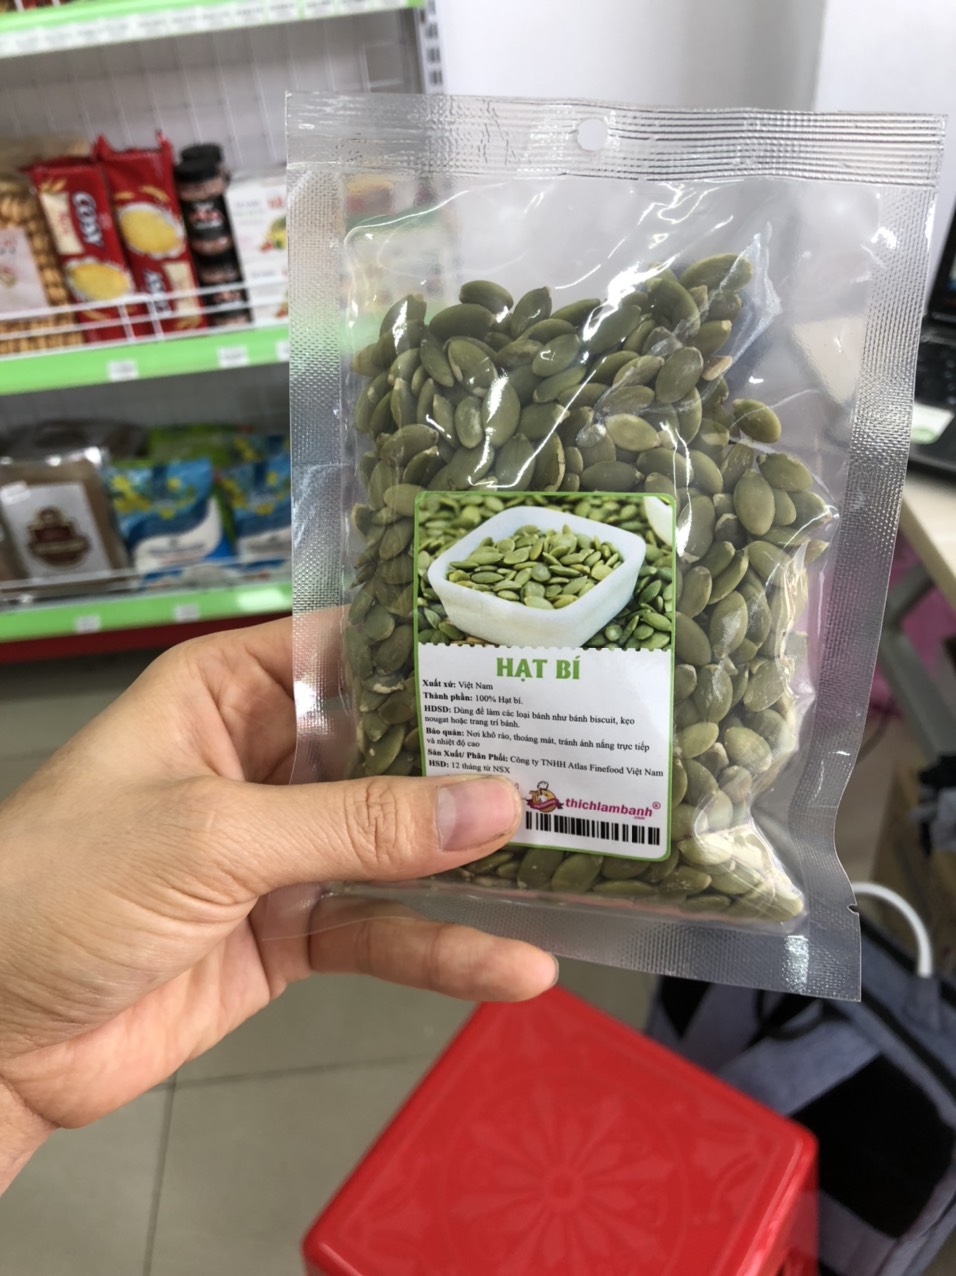 COSY
HẠT BÍ
Xuất xứ: Việt Nam
Thành phần: 100% Hạt bí.
HDSD: Dùng để làm các loại bánh như bánh biscuit, kẹo
nougat hoặc trang trí bánh.
Bảo quản: Nơi khô ráo, thoáng mát, tránh ánh nắng trực tiếp
và nhiệt độ cao
Sản Xuất/ Phân Phối: Công ty TNHH Atlas Finefood Việt Nam
HSD: 12 tháng từ NSX
thichlambanh®
.com